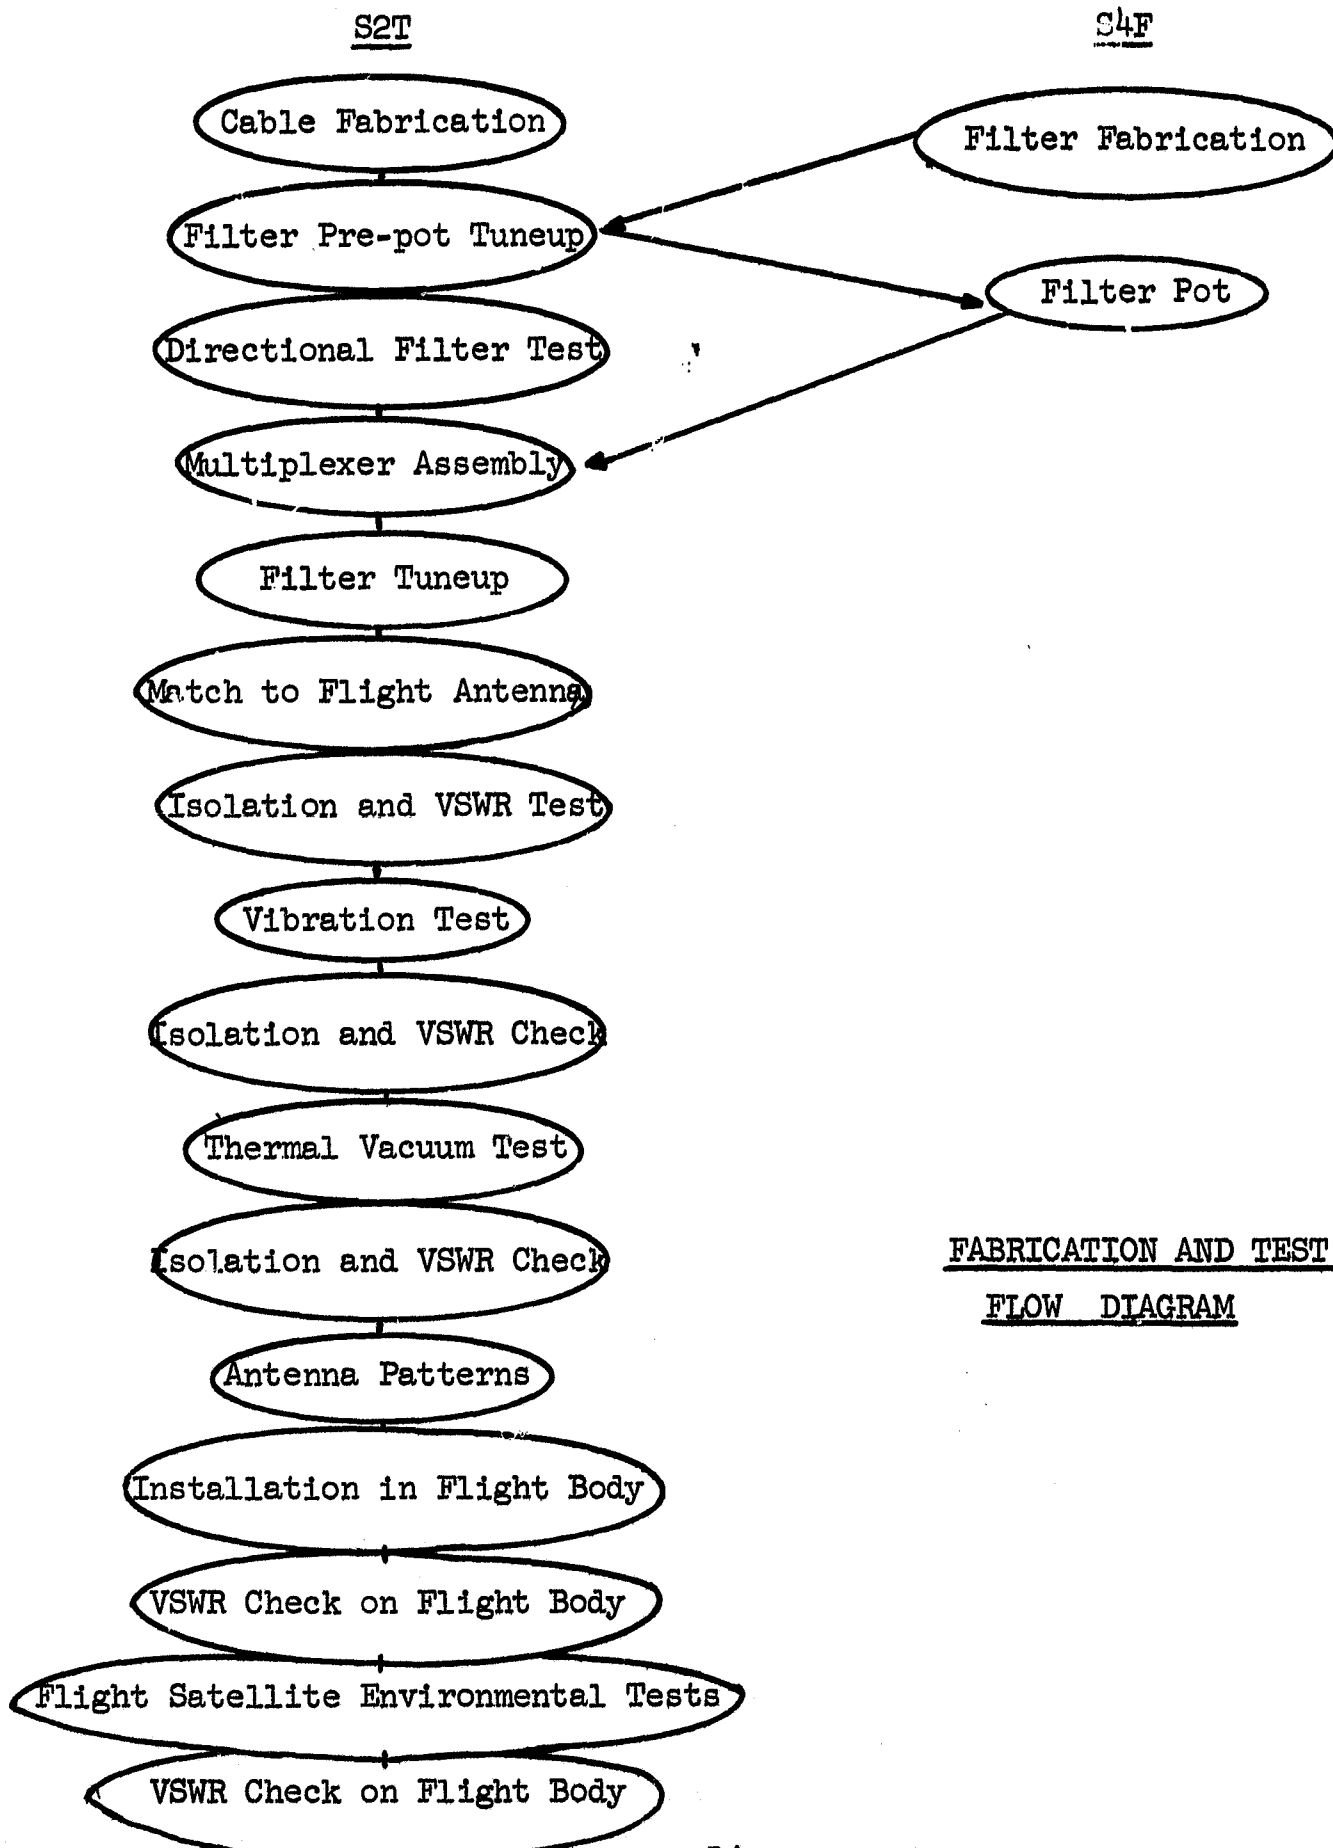 S2T
S4F
Cable Fabrication
Filter Fabrication
Filter Pre-pot Tuneup
Filter Pot
Directional Filter Test
Multiplexer Assembly
Filter Tuneup
Match to Flight Antenna
Isolation and VSWR Test
Vibration Test
Isolation and VSWR Check
Thermal Vacuum Test
Isolation and VSWR Check
FABRICATION AND TEST
FLOW DIAGRAM
Antenna Patterns
Installation in Flight Body
VSWR Check on Flight Body
Flight Satellite Environmental Tests
VSWR Check on Flight Body